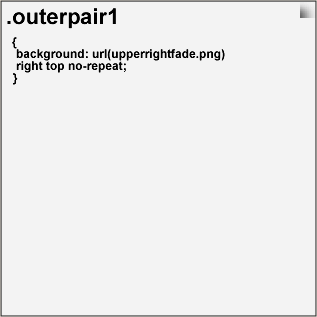 .outerpair1
{
background: url(upperrightfade.png)
right top no-repeat;
}